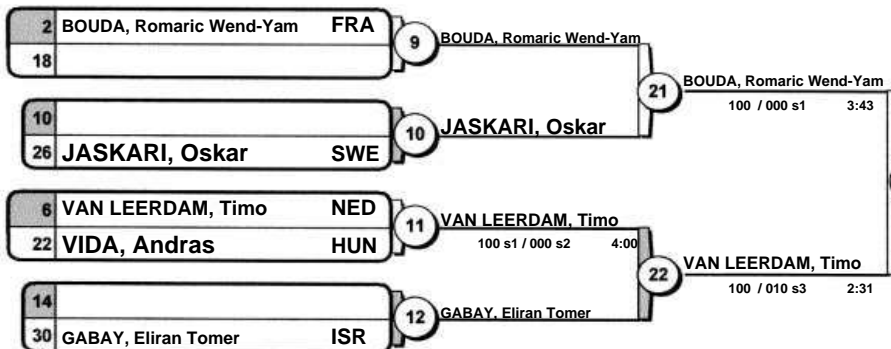 2 BOUDA, Romaric Wend-Yam FRA
18
9
BOUDA, Romaric Wend-Yam
10
26 JASKARI, Oskar SWE
10
JASKARI, Oskar
21
BOUDA, Romaric Wend-Yam
100 / 000 s1 3:43
6 VAN LEERDAM, Timo NED
22 VIDA, Andras HUN
11
VAN LEERDAM, Timo
100 s1 / 000 s2 4:00
14
30 GABAY, Eliran Tomer ISR
12
GABAY, Eliran Tomer
22
VAN LEERDAM, Timo
100 / 010 s3 2:31